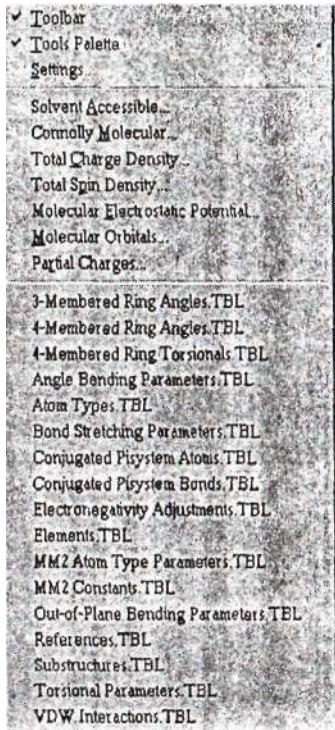 ✓ Toolbar
✓ Tools Palette
Settings
Solvent Accessible...
Connolly Molecular...
Total Charge Density...
Total Spin Density...
Molecular Electrostatic Potential...
Molecular Orbitals...
Partial Charges...
3-Membered Ring Angles.TBL
4-Membered Ring Angles.TBL
4-Membered Ring Torsionals.TBL
Angle Bending Parameters.TBL
Atom Types.TBL
Bond Stretching Parameters.TBL
Conjugated Pisystem Atoms.TBL
Conjugated Pisystem Bonds.TBL
Electronegativity Adjustments.TBL
Elements.TBL
MM2 Atom Type Parameters.TBL
MM2 Constants.TBL
Out-of-Plane Bending Parameters.TBL
References.TBL
Substructures.TBL
Torsional Parameters.TBL
VDW Interactions.TBL